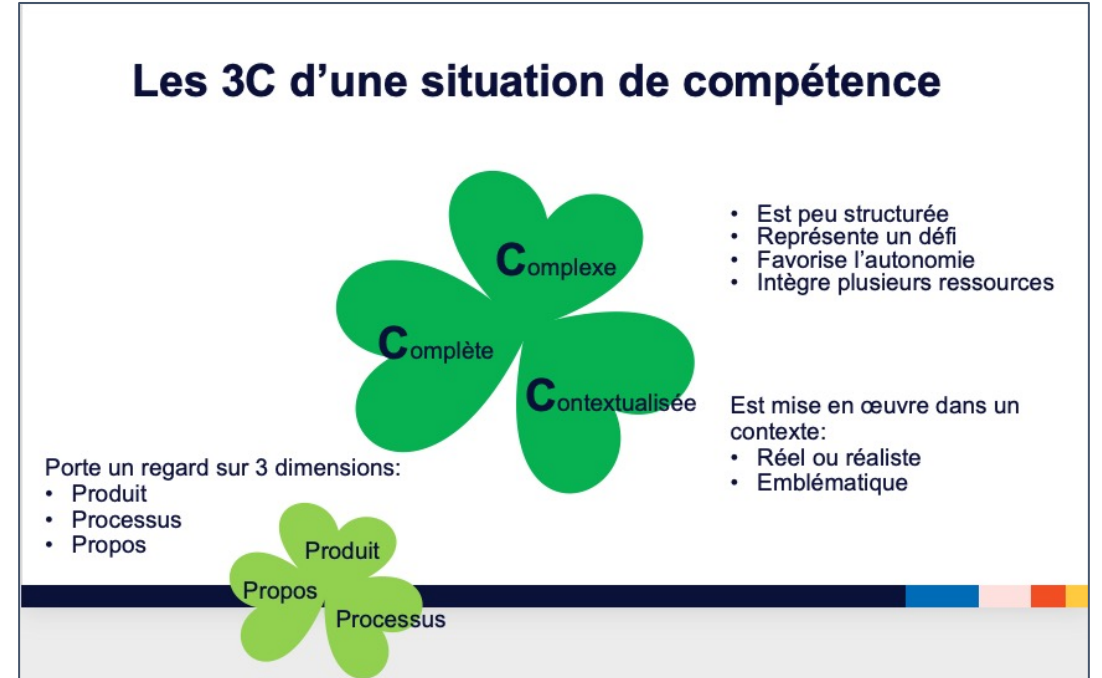 Les 3C d’une situation de compétence
Complexe
• Est peu structurée
• Représente un défi
• Favorise l’autonomie
• Intègre plusieurs ressources
Complète
Contextualisée
Est mise en œuvre dans un
contexte:
• Réel ou réaliste
• Emblématique
Porte un regard sur 3 dimensions:
• Produit
• Processus
• Propos
Produit
Propos
Processus